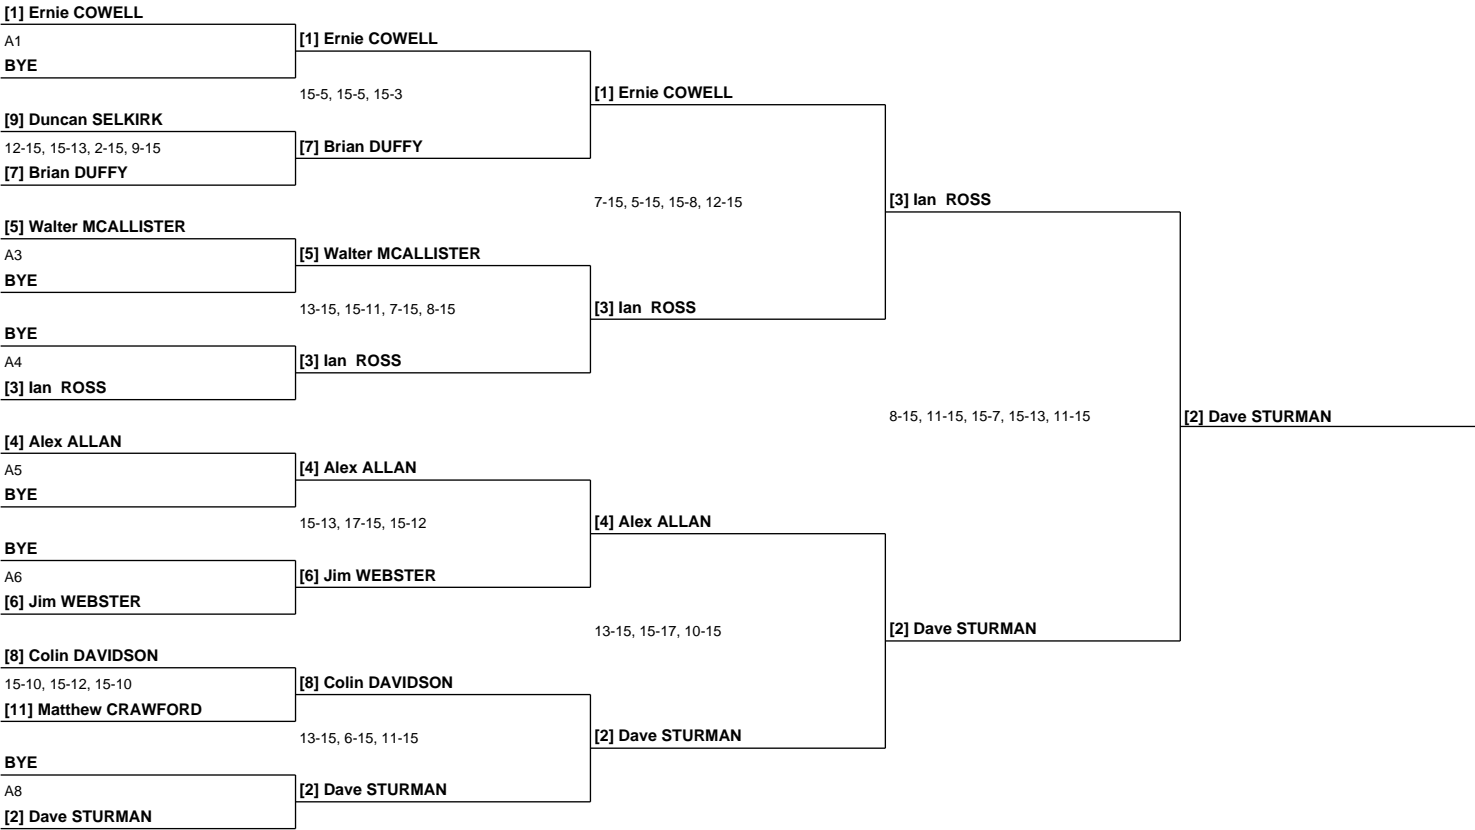 [1] Ernie COWELL
A1
BYE
[1] Ernie COWELL
15-5, 15-5, 15-3
[9] Duncan SELKIRK
12-15, 15-13, 2-15, 9-15
[7] Brian DUFFY
[7] Brian DUFFY
[1] Ernie COWELL
7-15, 5-15, 15-8, 12-15
[5] Walter MCALLISTER
A3
BYE
[5] Walter MCALLISTER
13-15, 15-11, 7-15, 8-15
BYE
A4
[3] Ian  ROSS
[3] Ian  ROSS
[3] Ian  ROSS
[3] Ian  ROSS
8-15, 11-15, 15-7, 15-13, 11-15
[2] Dave STURMAN
[4] Alex ALLAN
A5
BYE
[4] Alex ALLAN
15-13, 17-15, 15-12
BYE
A6
[6] Jim WEBSTER
[6] Jim WEBSTER
[4] Alex ALLAN
13-15, 15-17, 10-15
[2] Dave STURMAN
[8] Colin DAVIDSON
15-10, 15-12, 15-10
[11] Matthew CRAWFORD
[8] Colin DAVIDSON
13-15, 6-15, 11-15
[2] Dave STURMAN
BYE
A8
[2] Dave STURMAN
[2] Dave STURMAN